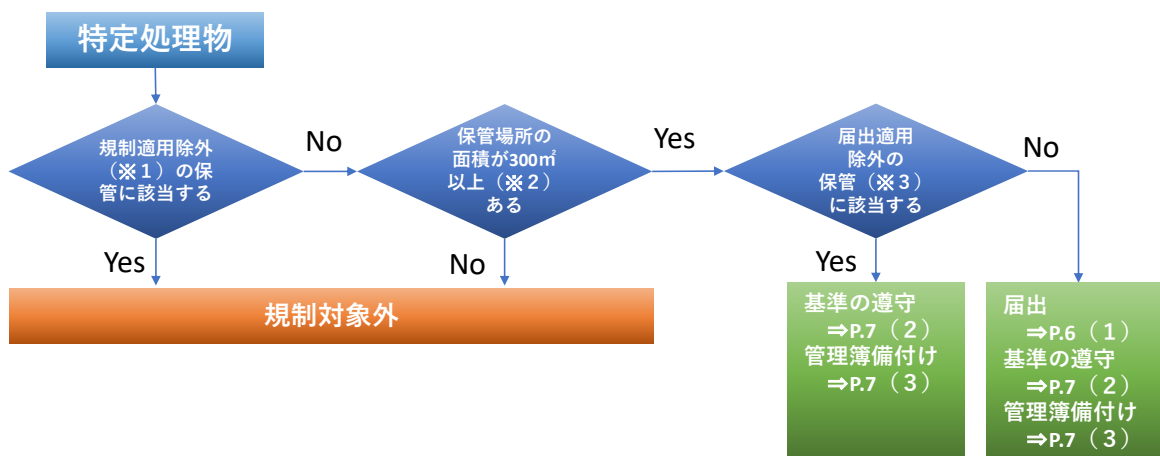 特定処理物
規制適用除外
（※１）の保
管に該当する
No
保管場所の
面積が300㎡
以上（※２）
ある
Yes
届出適用
除外の
保管（※３）
に該当する
No
Yes
No
Yes
規制対象外
基準の遵守
⇒P.7（２）
管理簿備付け
⇒P.7（３）
届出
⇒P.6（１）
基準の遵守
⇒P.7（２）
管理簿備付け
⇒P.7（３）